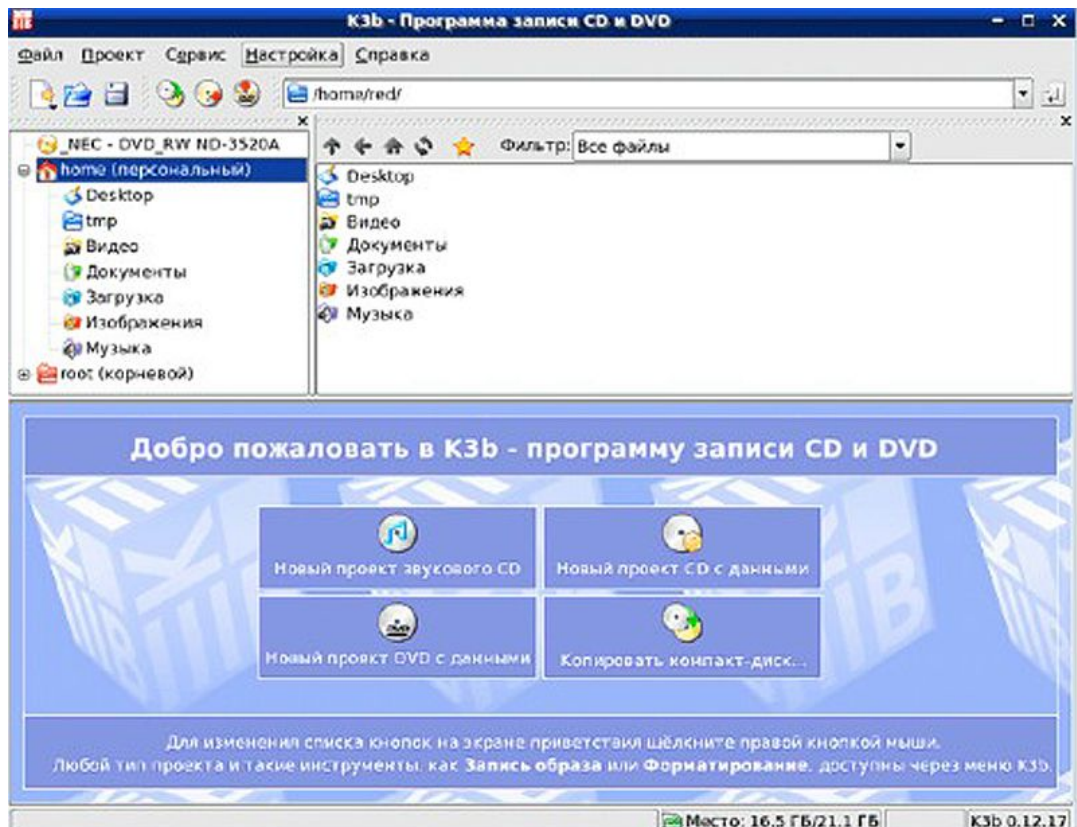 K3b - Программа записи CD и DVD
Файл Проект Сервис Настройка Справка
/home/red/
_NEC - DVD_RW ND-3520A
home (персональный)
Desktop
tmp
Видео
Документы
Загрузка
Изображения
Музыка
root (корневой)
Фильтр: Все файлы
Desktop
tmp
Видео
Документы
Загрузка
Изображения
Музыка
Добро пожаловать в K3b - программу записи CD и DVD
Новый проект звукового CD
Новый проект CD с данными
Новый проект DVD с данными
Копировать компакт-диск...
Для изменения списка кнопок на экране приветствия щёлкните правой кнопкой мыши.
Любой тип проекта и такие инструменты, как Запись образа или Форматирование, доступны через меню K3b.
Место: 16.5 ГБ/21.1 ГБ
K3b 0.12.17